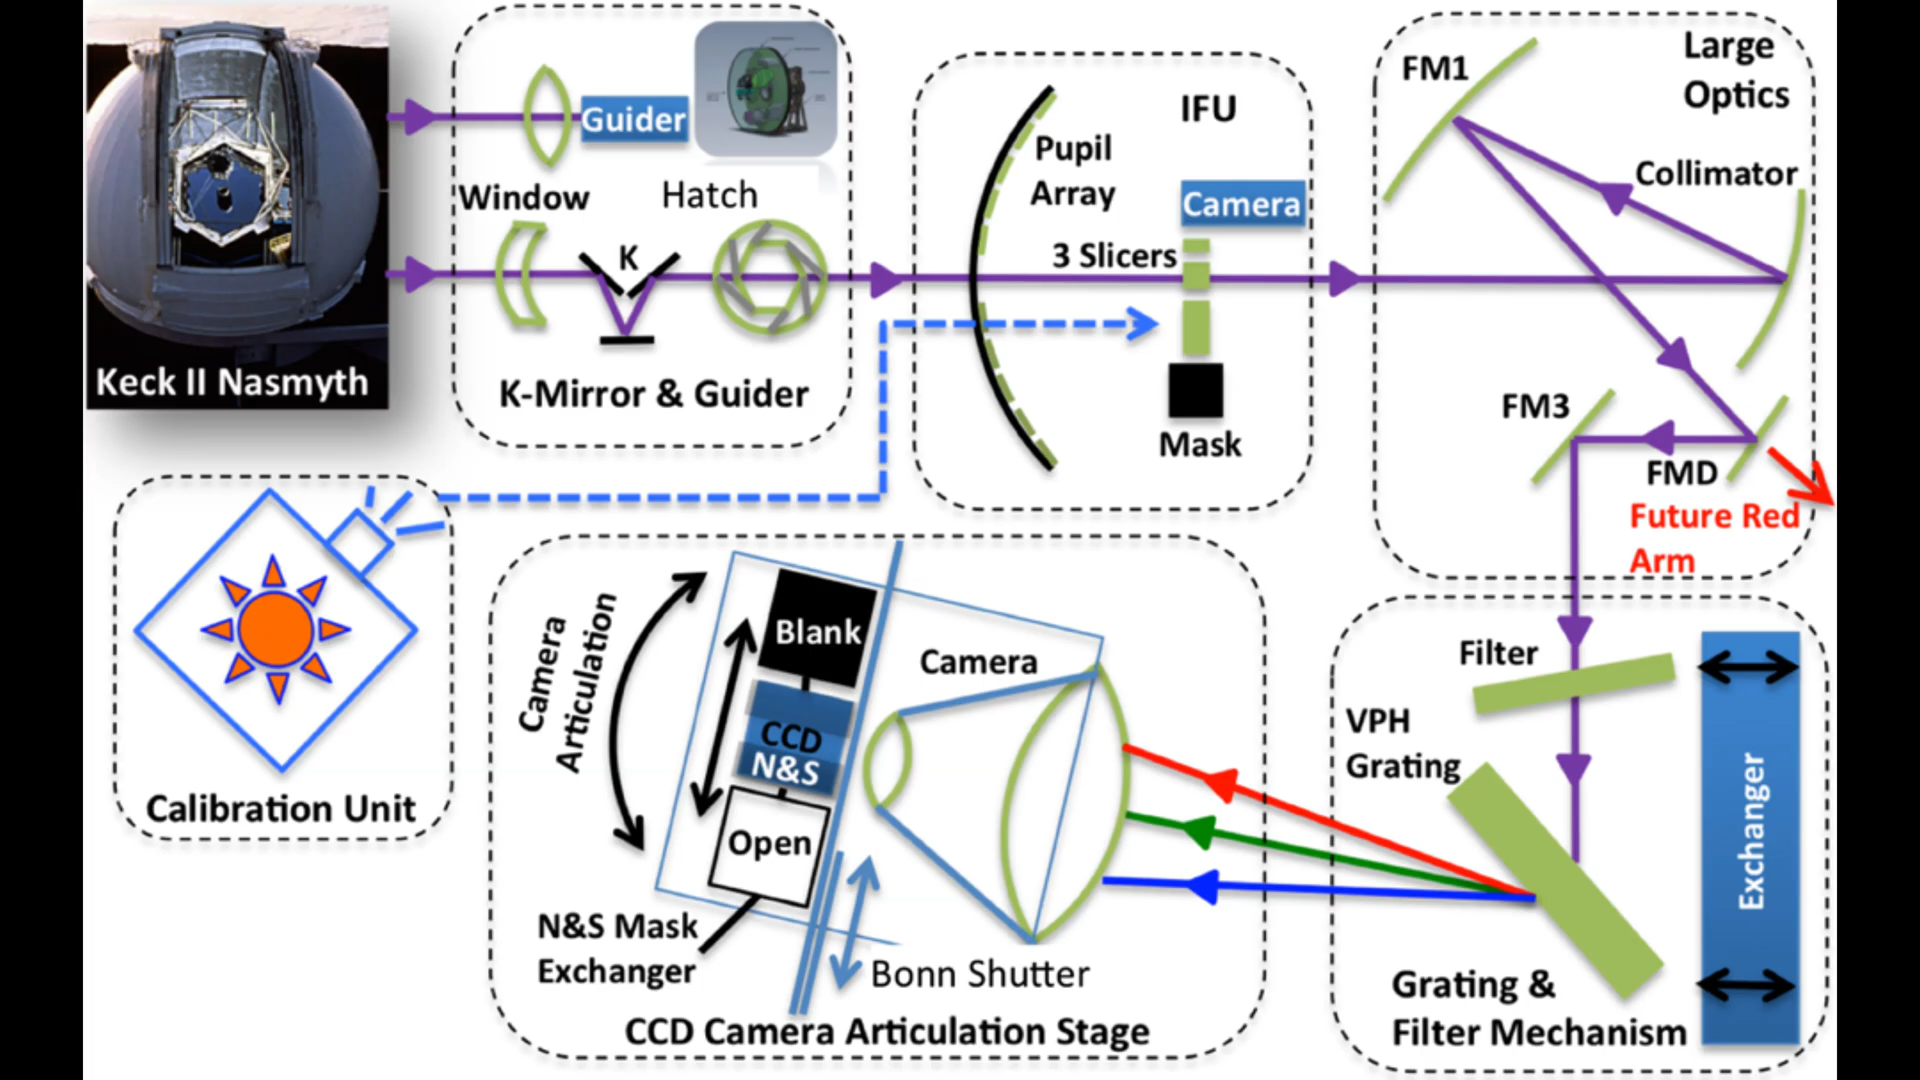 Keck II Nasmyth
Guider
Window
Hatch
K
K-Mirror & Guider
IFU
Pupil
Array
Camera
3 Slicers
Mask
Large
Optics
FM1
Collimator
FM3
FMD
Future Red
Arm
Calibration Unit
Camera
Articulation
Blank
CCD
N&S
Open
Camera
N&S Mask
Exchanger
Bonn Shutter
CCD Camera Articulation Stage
Filter
VPH
Grating
Exchanger
Grating &
Filter Mechanism